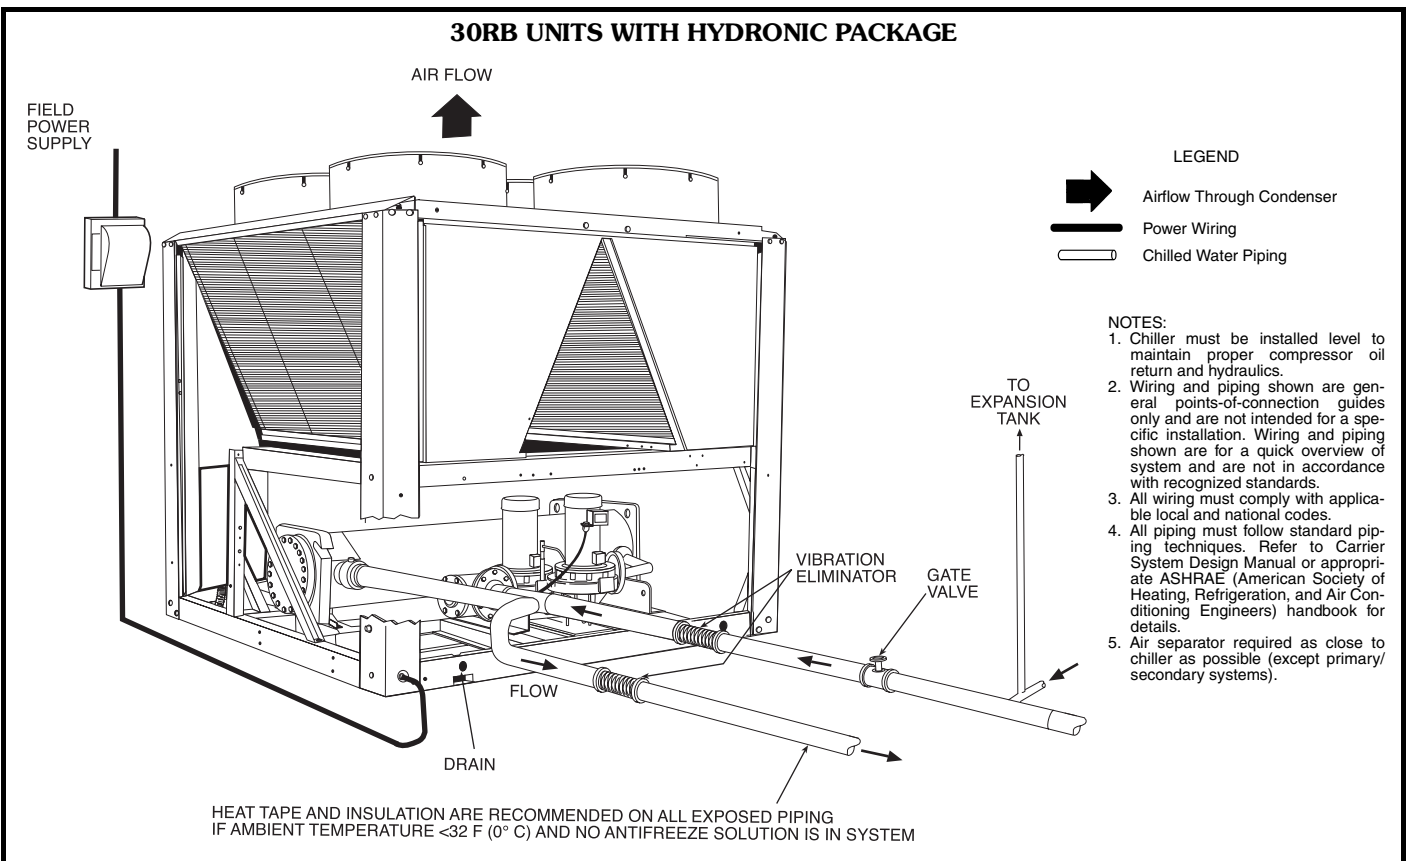 30RB UNITS WITH HYDRONIC PACKAGE
AIR FLOW
FIELD
POWER
SUPPLY
LEGEND
Airflow Through Condenser
Power Wiring
Chilled Water Piping
NOTES:
1. Chiller must be installed level to
maintain proper compressor oil
return and hydraulics.
2. Wiring and piping shown are gen-
eral points-of-connection guides
only and are not intended for a spe-
cific installation. Wiring and piping
shown are for a quick overview of
system and are not in accordance
with recognized standards.
3. All wiring must comply with applica-
ble local and national codes.
4. All piping must follow standard pip-
ing techniques. Refer to Carrier
System Design Manual or appropri-
ate ASHRAE (American Society of
Heating, Refrigeration, and Air Con-
ditioning Engineers) handbook for
details.
5. Air separator required as close to
chiller as possible (except primary/
secondary systems).
TO
EXPANSION
TANK
VIBRATION
ELIMINATOR
GATE
VALVE
FLOW
DRAIN
HEAT TAPE AND INSULATION ARE RECOMMENDED ON ALL EXPOSED PIPING
IF AMBIENT TEMPERATURE <32 F (0° C) AND NO ANTIFREEZE SOLUTION IS IN SYSTEM